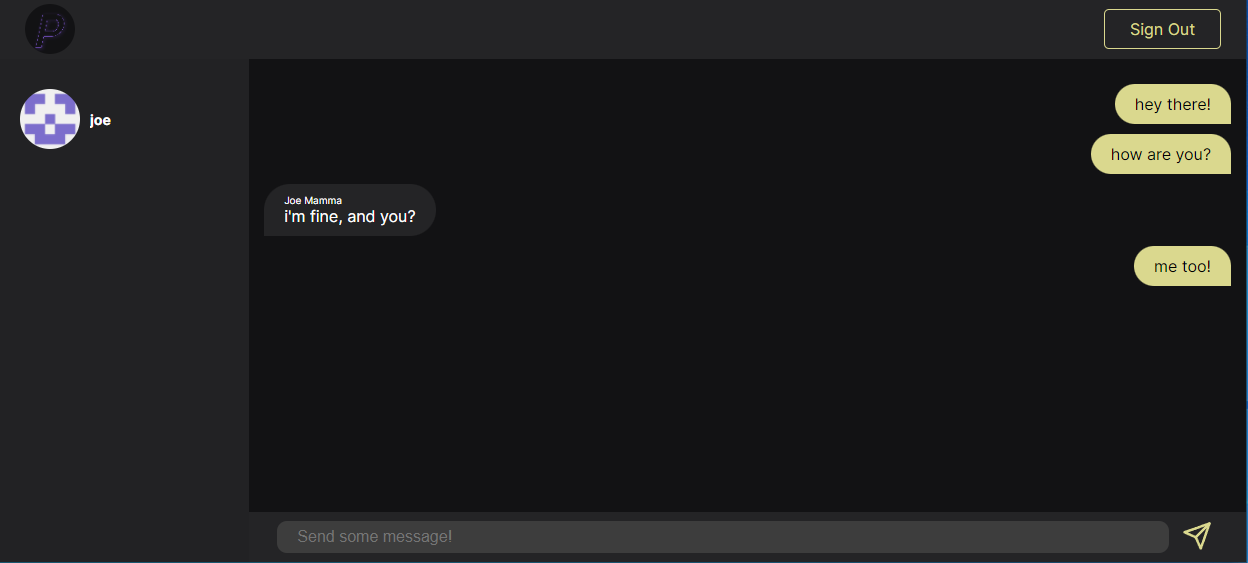 P
Sign Out
joe
hey there!
how are you?
Joe Mamma
i'm fine, and you?
me too!
Send some message!